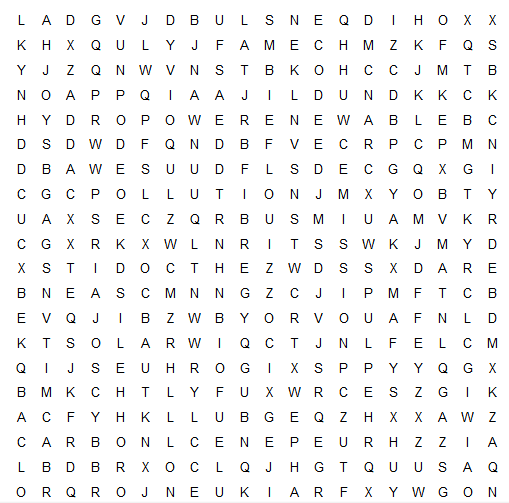 L A D G V J D B U L S N E Q D I H O X X
K H X Q U L Y J F A M E C H M Z K F Q S
Y J Z Q N W V N S T B K O H C C J M T B
N O A P P Q I A A J I L D U N D K K C K
H Y D R O P O W E R E N E W A B L E B C
D S D W D F Q N D B F V E C R P C P M N
D B A W E S U U D F L S D E C G Q X G I
C G C P O L L U T I O N J M X Y O B T Y
U A X S E C Z Q R B U S M I U A M V K R
C G X R K X W L N R I T S S W K J M Y D
X S T I D O C T H E Z W D S S X D A R E
B N E A S C M N N G Z C J I P M F T C B
E V Q J I B Z W B Y O R V O U A F N L D
K T S O L A R W I Q C T J N L F E L C M
Q I J S E U H R O G I X S P P Y Y Q G X
B M K C H T L Y F U X W R C E S Z G I K
A C F Y H K L L U B G E Q Z H X X A W Z
C A R B O N L C E N E P E U R H Z Z I A
L B D B R X O C L Q J H G T Q U U S A Q
O R Q R O J N E U K I A R F X Y W G O N